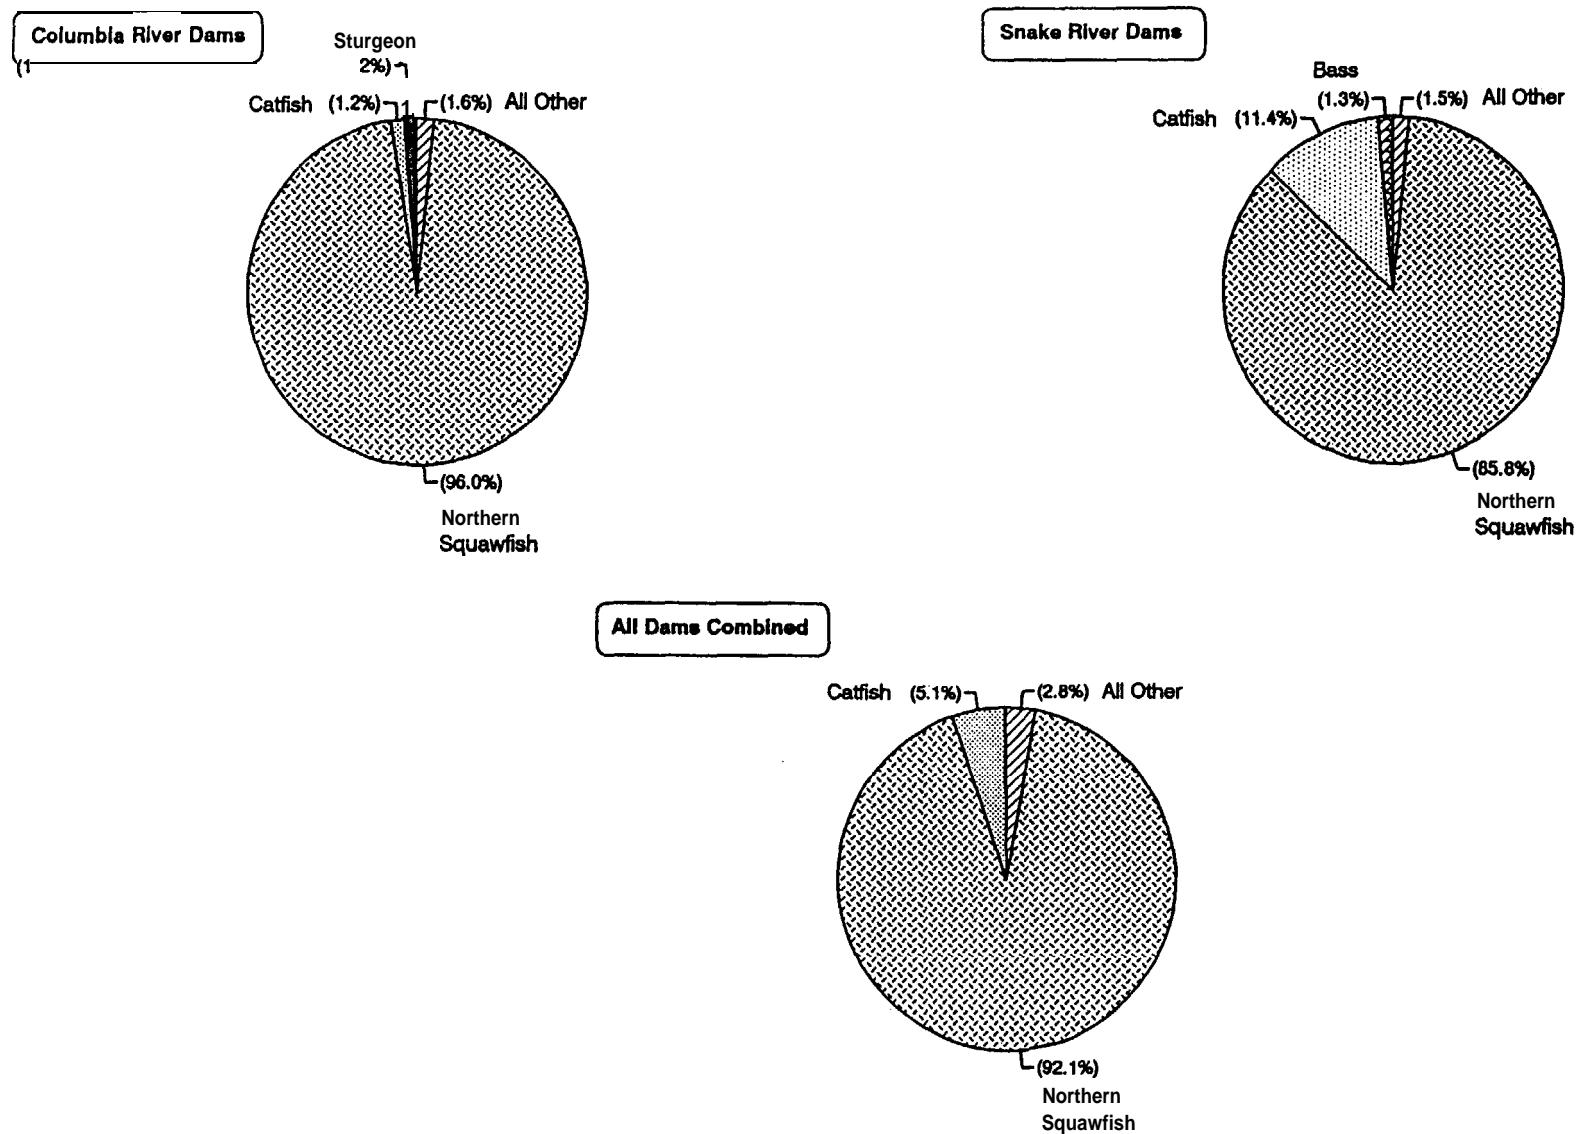 Columbia River Dams
(1
Sturgeon
2%)
Catfish (1.2%)
(1.6%) All Other
(96.0%)
Northern
Squawfish
Snake River Dams
Bass
(1.3%)
(1.5%) All Other
Catfish (11.4%)
(85.8%)
Northern
Squawfish
All Dams Combined
Catfish (5.1%)
(2.8%) All Other
(92.1%)
Northern
Squawfish